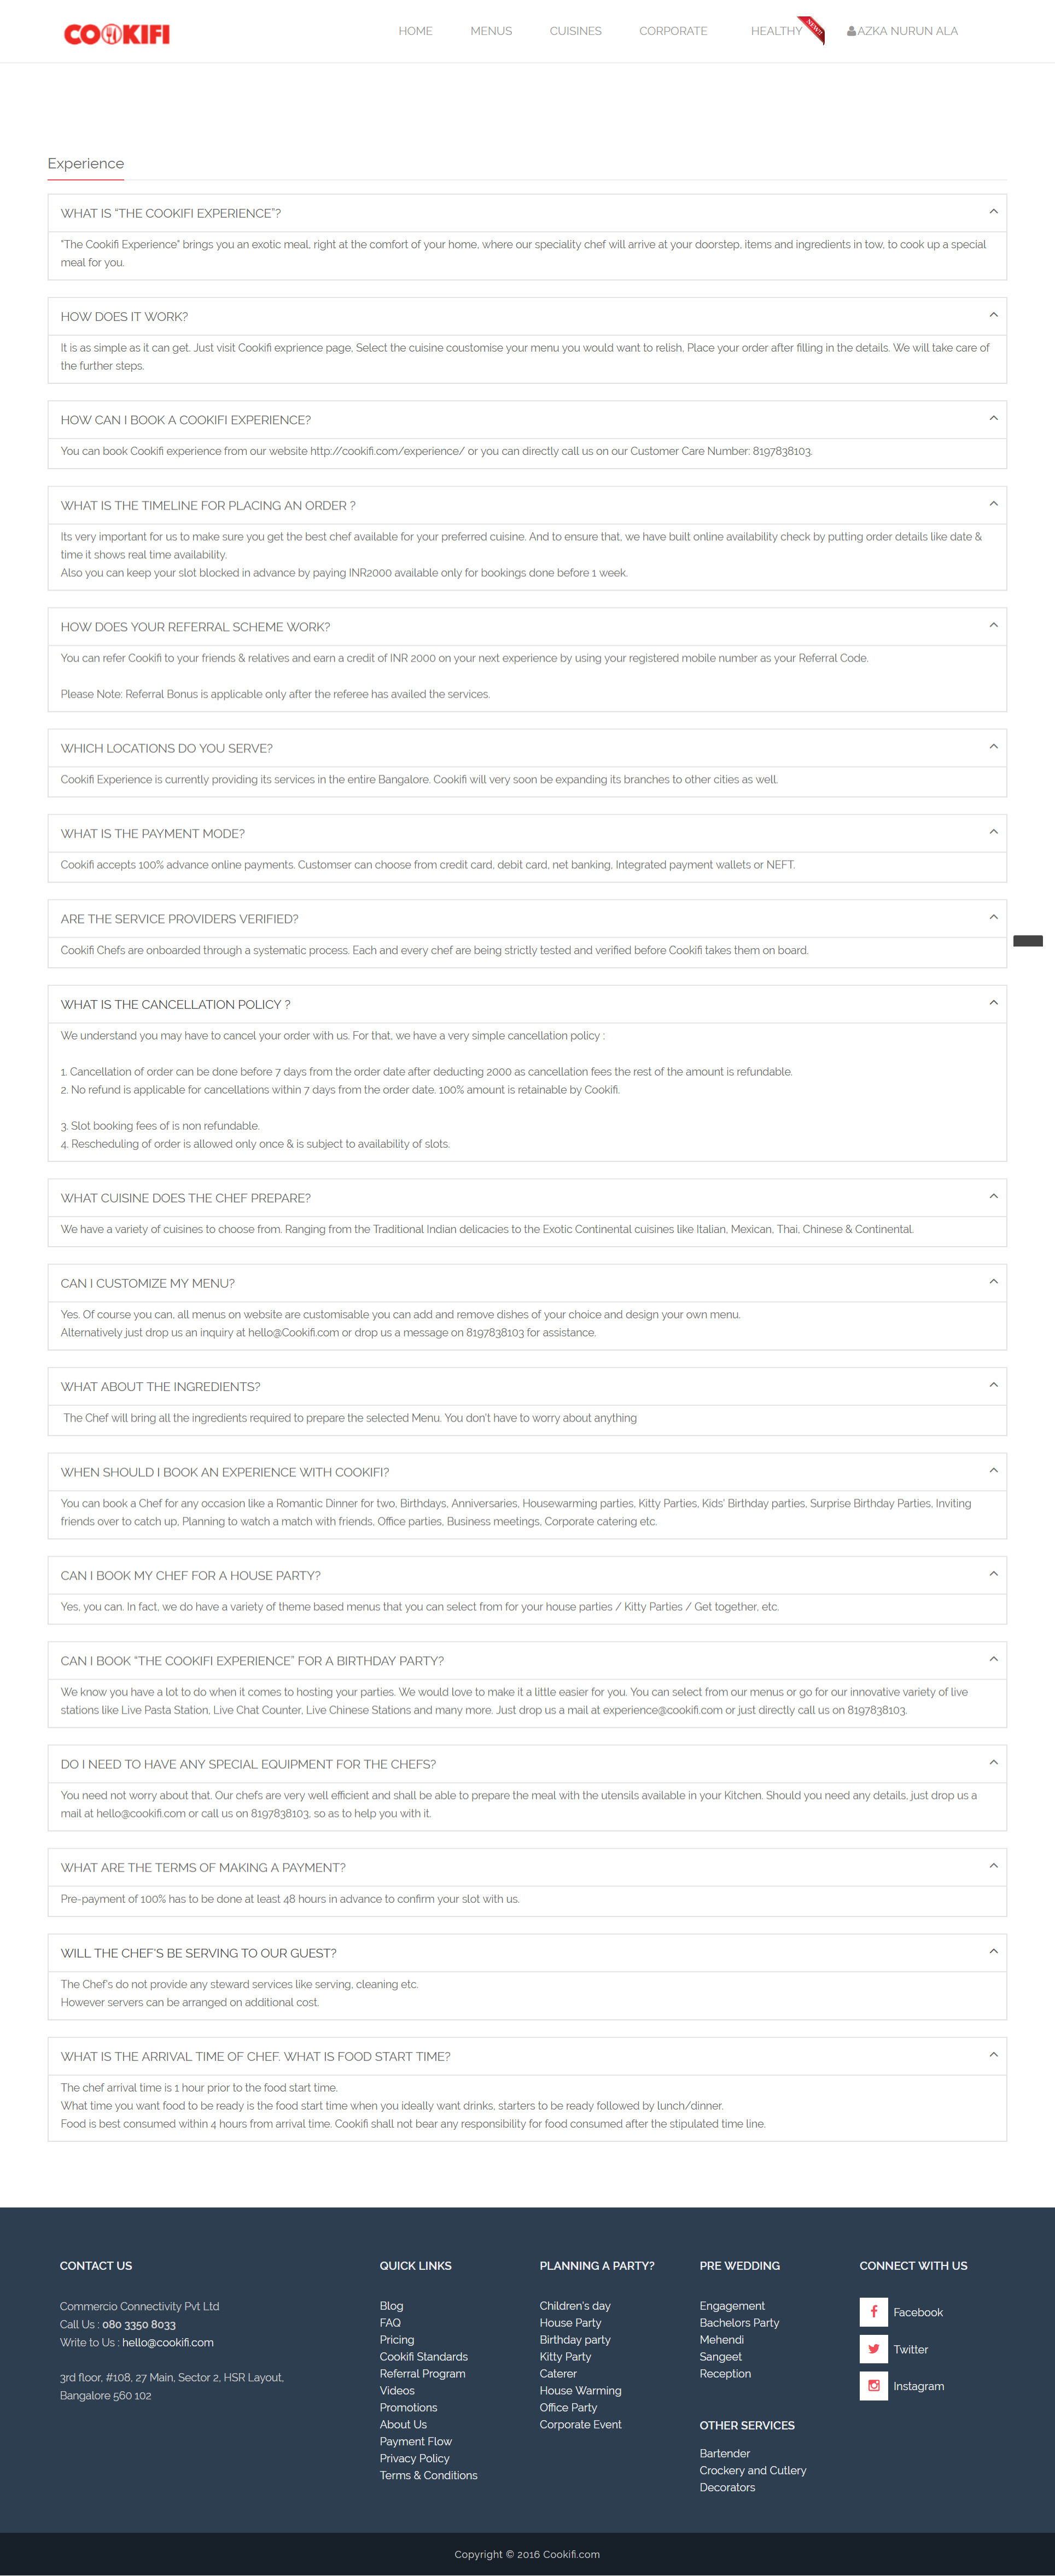 COOKIFI
HOME
MENUS
CUISINES
CORPORATE
HEALTHY
NEW!!
AZKA NURUN ALA
Experience
WHAT IS “THE COOKIFI EXPERIENCE”?
"The Cookifi Experience" brings you an exotic meal, right at the comfort of your home, where our speciality chef will arrive at your doorstep, items and ingredients in tow, to cook up a special
meal for you.
HOW DOES IT WORK?
It is as simple as it can get. Just visit Cookifi exprience page, Select the cuisine coustomise your menu you would want to relish, Place your order after filling in the details. We will take care of
the further steps.
HOW CAN I BOOK A COOKIFI EXPERIENCE?
You can book Cookifi experience from our website http://cookifi.com/experience/ or you can directly call us on our Customer Care Number: 8197838103.
WHAT IS THE TIMELINE FOR PLACING AN ORDER ?
Its very important for us to make sure you get the best chef available for your preferred cuisine. And to ensure that, we have built online availability check by putting order details like date &
time it shows real time availability.
Also you can keep your slot blocked in advance by paying INR2000 available only for bookings done before 1 week.
HOW DOES YOUR REFERRAL SCHEME WORK?
You can refer Cookifi to your friends & relatives and earn a credit of INR 2000 on your next experience by using your registered mobile number as your Referral Code.
Please Note: Referral Bonus is applicable only after the referee has availed the services.
WHICH LOCATIONS DO YOU SERVE?
Cookifi Experience is currently providing its services in the entire Bangalore. Cookifi will very soon be expanding its branches to other cities as well.
WHAT IS THE PAYMENT MODE?
Cookifi accepts 100% advance online payments. Customser can choose from credit card, debit card, net banking, Integrated payment wallets or NEFT.
ARE THE SERVICE PROVIDERS VERIFIED?
Cookifi Chefs are onboarded through a systematic process. Each and every chef are being strictly tested and verified before Cookifi takes them on board.
WHAT IS THE CANCELLATION POLICY ?
We understand you may have to cancel your order with us. For that, we have a very simple cancellation policy :
1. Cancellation of order can be done before 7 days from the order date after deducting 2000 as cancellation fees the rest of the amount is refundable.
2. No refund is applicable for cancellations within 7 days from the order date. 100% amount is retainable by Cookifi.
3. Slot booking fees of is non refundable.
4. Rescheduling of order is allowed only once & is subject to availability of slots.
WHAT CUISINE DOES THE CHEF PREPARE?
We have a variety of cuisines to choose from. Ranging from the Traditional Indian delicacies to the Exotic Continental cuisines like Italian, Mexican, Thai, Chinese & Continental.
CAN I CUSTOMIZE MY MENU?
Yes. Of course you can, all menus on website are customisable you can add and remove dishes of your choice and design your own menu.
Alternatively just drop us an inquiry at hello@Cookifi.com or drop us a message on 8197838103 for assistance.
WHAT ABOUT THE INGREDIENTS?
The Chef will bring all the ingredients required to prepare the selected Menu. You don't have to worry about anything
WHEN SHOULD I BOOK AN EXPERIENCE WITH COOKIFI?
You can book a Chef for any occasion like a Romantic Dinner for two, Birthdays, Anniversaries, Housewarming parties, Kitty Parties, Kids' Birthday parties, Surprise Birthday Parties, Inviting
friends over to catch up, Planning to watch a match with friends, Office parties, Business meetings, Corporate catering etc.
CAN I BOOK MY CHEF FOR A HOUSE PARTY?
Yes, you can. In fact, we do have a variety of theme based menus that you can select from for your house parties / Kitty Parties / Get together, etc.
CAN I BOOK “THE COOKIFI EXPERIENCE” FOR A BIRTHDAY PARTY?
We know you have a lot to do when it comes to hosting your parties. We would love to make it a little easier for you. You can select from our menus or go for our innovative variety of live
stations like Live Pasta Station, Live Chat Counter, Live Chinese Stations and many more. Just drop us a mail at experience@cookifi.com or just directly call us on 8197838103.
DO I NEED TO HAVE ANY SPECIAL EQUIPMENT FOR THE CHEFS?
You need not worry about that. Our chefs are very well efficient and shall be able to prepare the meal with the utensils available in your Kitchen. Should you need any details, just drop us a
mail at hello@cookifi.com or call us on 8197838103, so as to help you with it.
WHAT ARE THE TERMS OF MAKING A PAYMENT?
Pre-payment of 100% has to be done at least 48 hours in advance to confirm your slot with us.
WILL THE CHEF'S BE SERVING TO OUR GUEST?
The Chef's do not provide any steward services like serving, cleaning etc.
However servers can be arranged on additional cost.
WHAT IS THE ARRIVAL TIME OF CHEF. WHAT IS FOOD START TIME?
The chef arrival time is 1 hour prior to the food start time.
What time you want food to be ready is the food start time when you ideally want drinks, starters to be ready followed by lunch/dinner.
Food is best consumed within 4 hours from arrival time. Cookifi shall not bear any responsibility for food consumed after the stipulated time line.
CONTACT US
Commercio Connectivity Pvt Ltd
Call Us : 080 3350 8033
Write to Us : hello@cookifi.com
3rd floor, #108, 27 Main, Sector 2, HSR Layout,
Bangalore 560 102
QUICK LINKS
Blog
FAQ
Pricing
Cookifi Standards
Referral Program
Videos
Promotions
About Us
Payment Flow
Privacy Policy
Terms & Conditions
PLANNING A PARTY?
Children's day
House Party
Birthday party
Kitty Party
Caterer
House Warming
Office Party
Corporate Event
PRE WEDDING
Engagement
Bachelors Party
Mehendi
Sangeet
Reception
OTHER SERVICES
Bartender
Crockery and Cutlery
Decorators
CONNECT WITH US
Facebook
Twitter
Instagram
Copyright © 2016 Cookifi.com